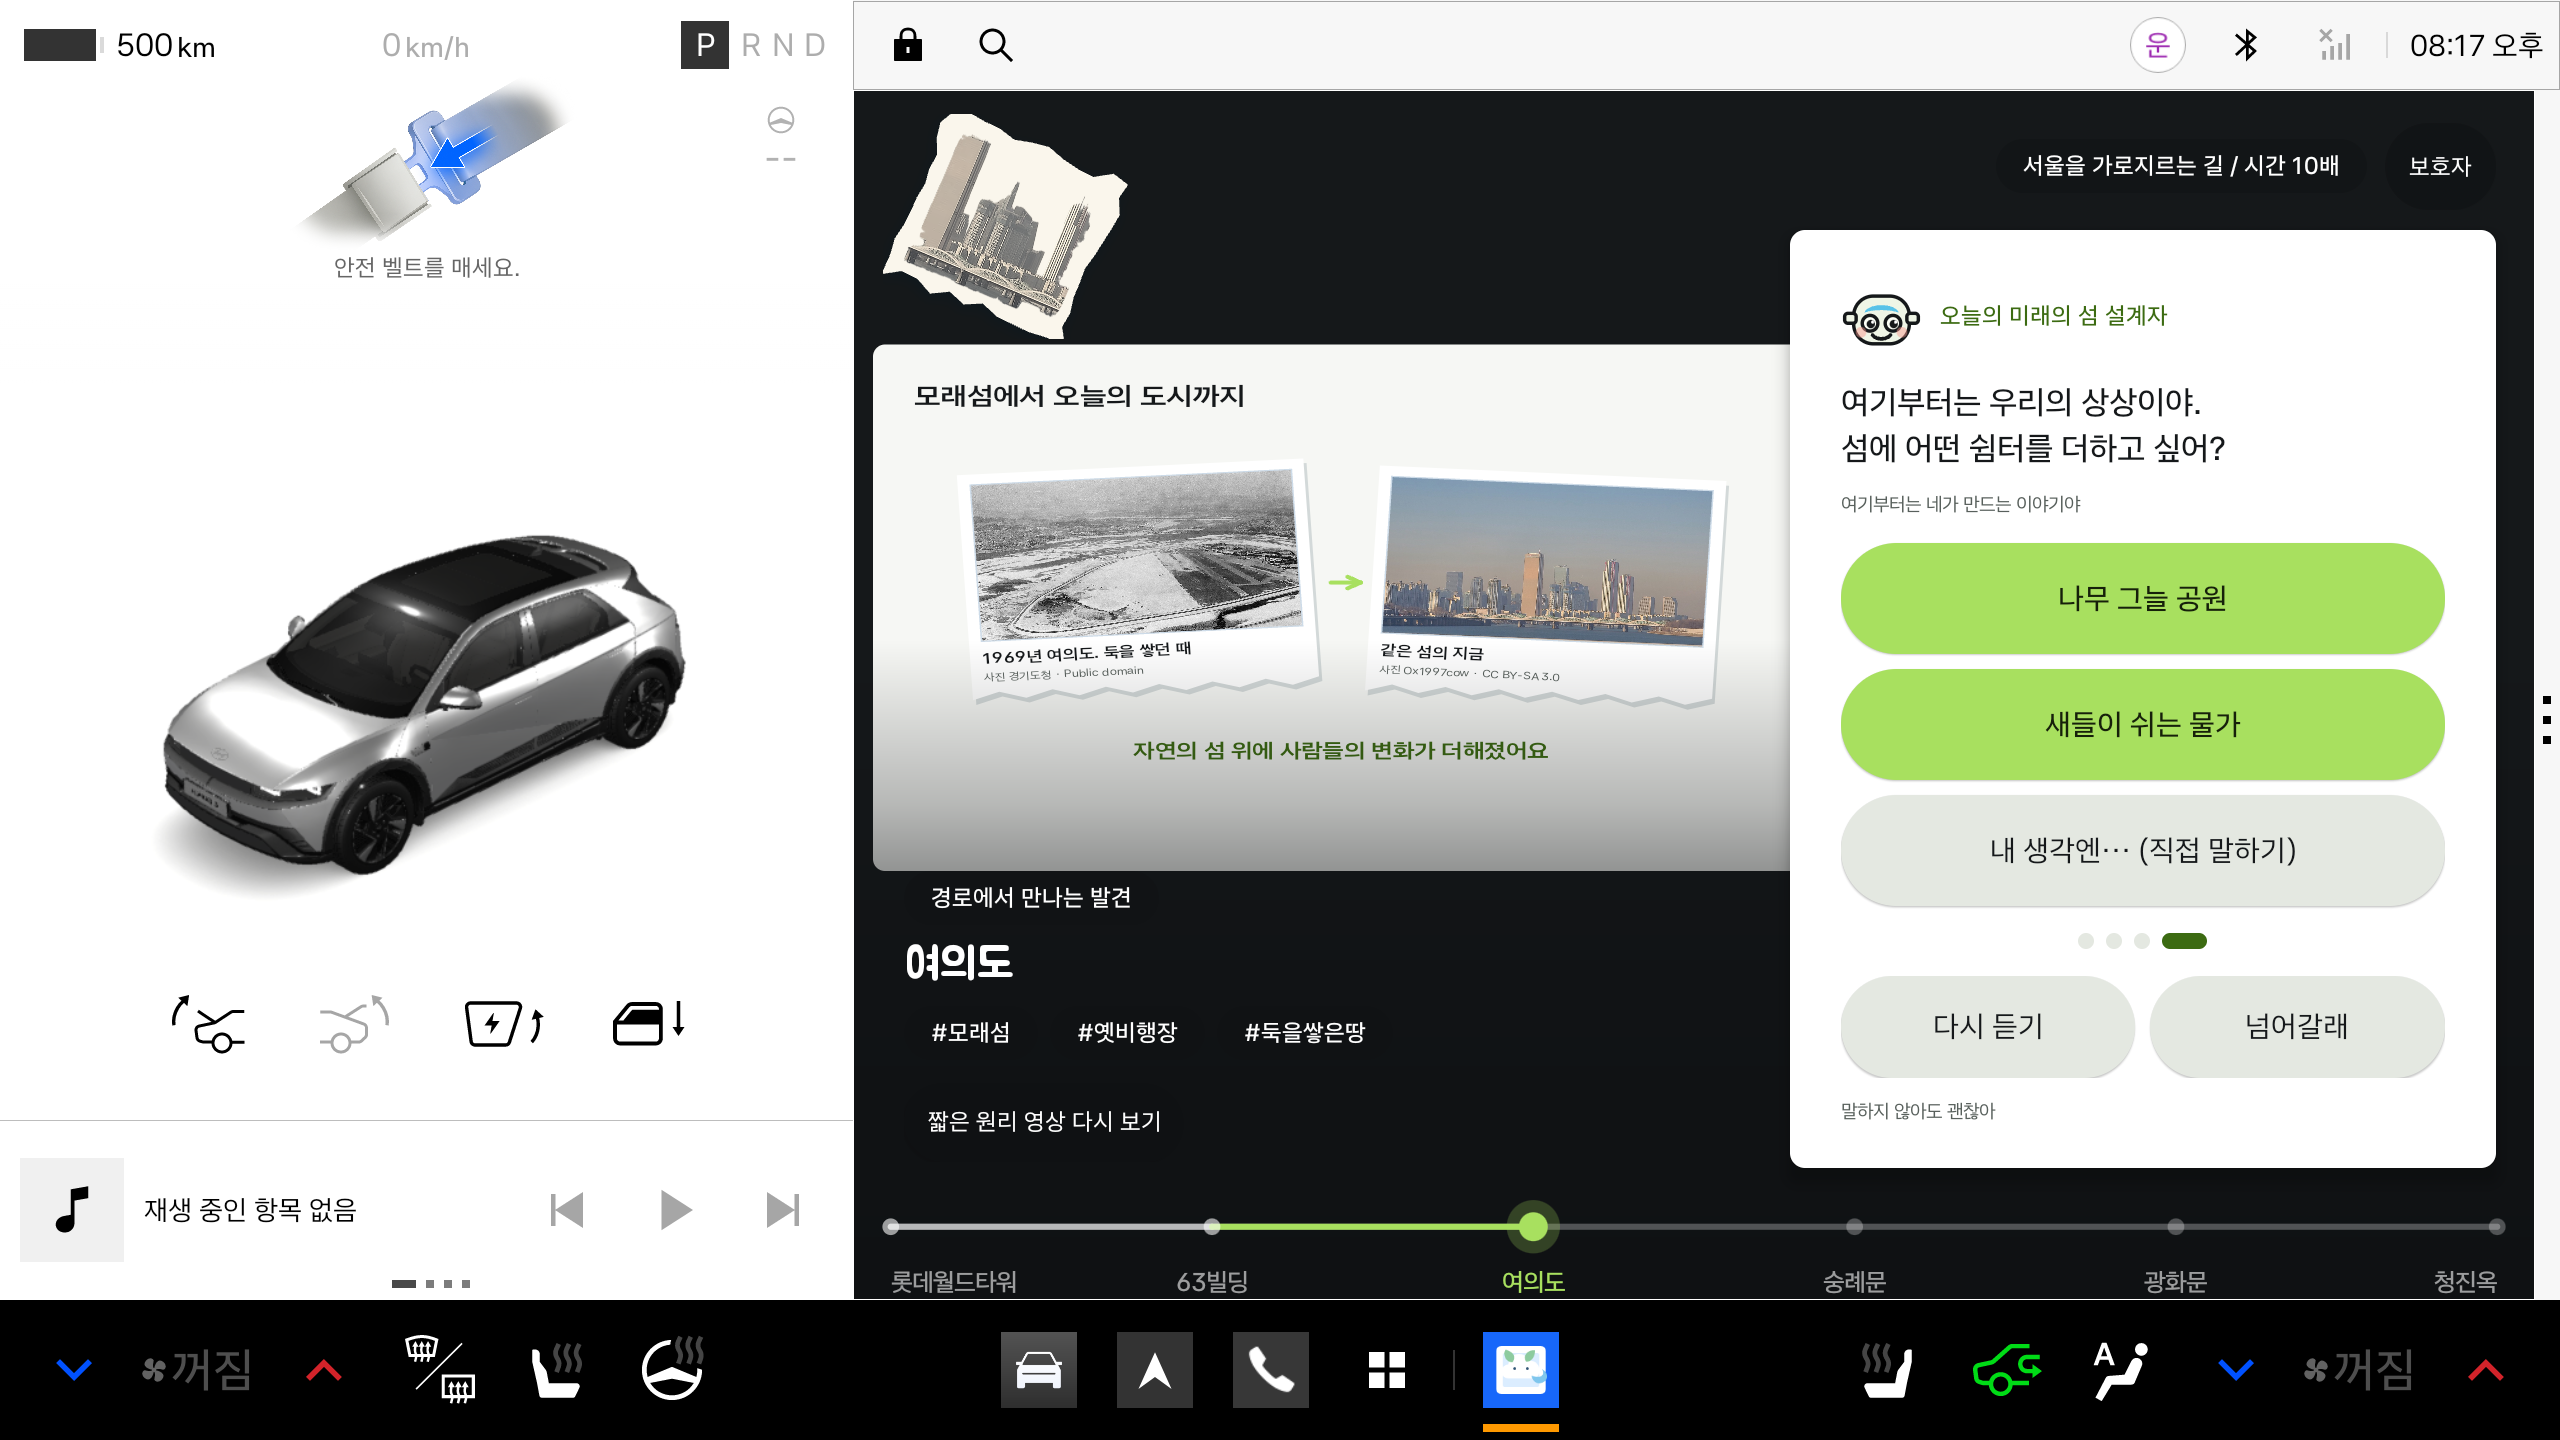 500 km
0 km/h
P R N D
안전 벨트를 매세요.
재생 중인 항목 없음
운
08:17 오후
서울을 가로지르는 길 / 시간 10배
보호자
모래섬에서 오늘의 도시까지
1969년 여의도. 둑을 쌓던 때
사진 경기도청 · Public domain
같은 섬의 지금
사진 Ox1997cow · CC BY-SA 3.0
자연의 섬 위에 사람들의 변화가 더해졌어요
경로에서 만나는 발견
여의도
#모래섬 #옛비행장 #둑을쌓은땅
짧은 원리 영상 다시 보기
오늘의 미래의 섬 설계자
여기부터는 우리의 상상이야.
섬에 어떤 쉼터를 더하고 싶어?
여기부터는 네가 만드는 이야기야
나무 그늘 공원
새들이 쉬는 물가
내 생각엔… (직접 말하기)
다시 듣기
넘어갈래
말하지 않아도 괜찮아
롯데월드타워 63빌딩 여의도 숭례문 광화문 청진옥
꺼짐
A
꺼짐